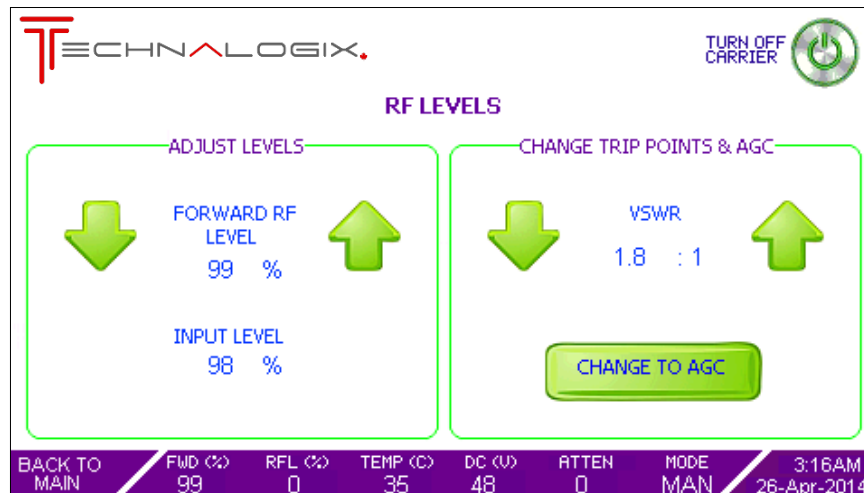 TECHNALOGIX.
TURN OFF
CARRIER
RF LEVELS
ADJUST LEVELS
FORWARD RF
LEVEL
99 %
INPUT LEVEL
98 %
CHANGE TRIP POINTS & AGC
VSWR
1.8 : 1
CHANGE TO AGC
BACK TO
MAIN
FWD (%) RFL (%) TEMP (C) DC (V) ATTEN MODE 3:16AM
99 0 35 48 0 MAN 26-Apr-2014